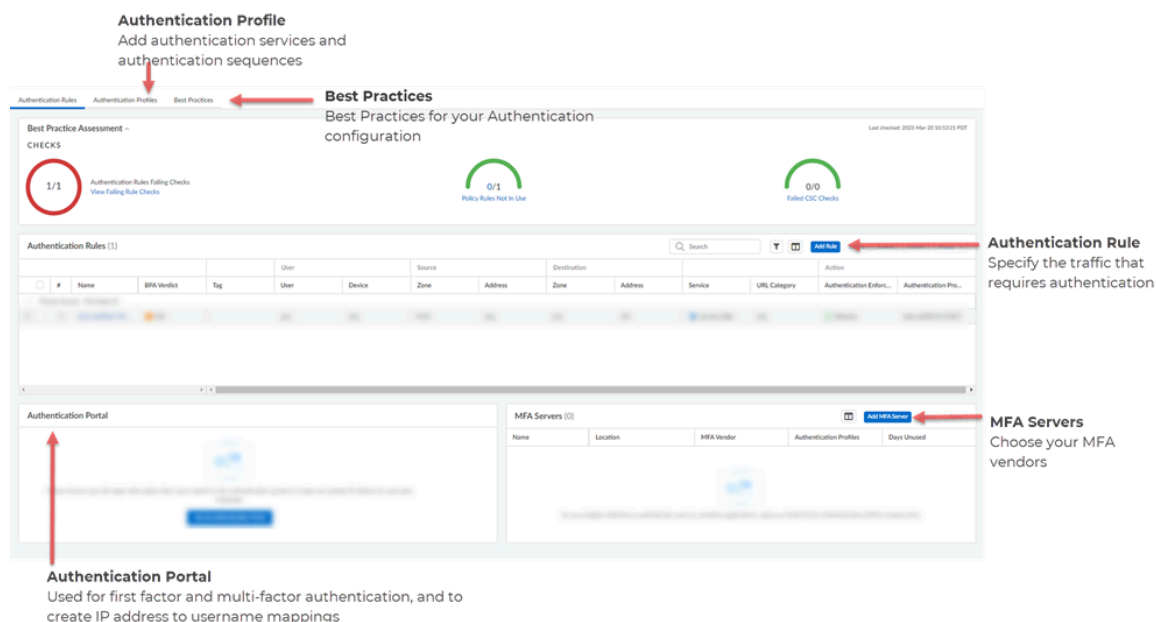 Authentication Profile
Add authentication services and
authentication sequences
Authentication Rules Authentication Profiles Best Practices
Best Practices
Best Practices for your Authentication
configuration
Best Practice Assessment
Last checked: 2023-Mar-20 10:53:21 PDT
CHECKS
1/1
Authentication Rules Failing Checks
View Failing Rule Checks
0/1
Policy Rules Not In Use
0/0
Failed CSC Checks
Authentication Rules (1)
Search
Add Rule
Authentication Rule
Specify the traffic that
requires authentication
User Source Destination Action
# Name BPA Verdict Tag User Device Zone Address Zone Address Service URL Category Authentication Enforc... Authentication Pro...
Authentication Portal
MFA Servers (0)
Add MFA Server
MFA Servers
Choose your MFA
vendors
Name Location MFA Vendor Authentication Profiles Days Unused
Authentication Portal
Used for first factor and multi-factor authentication, and to
create IP address to username mappings